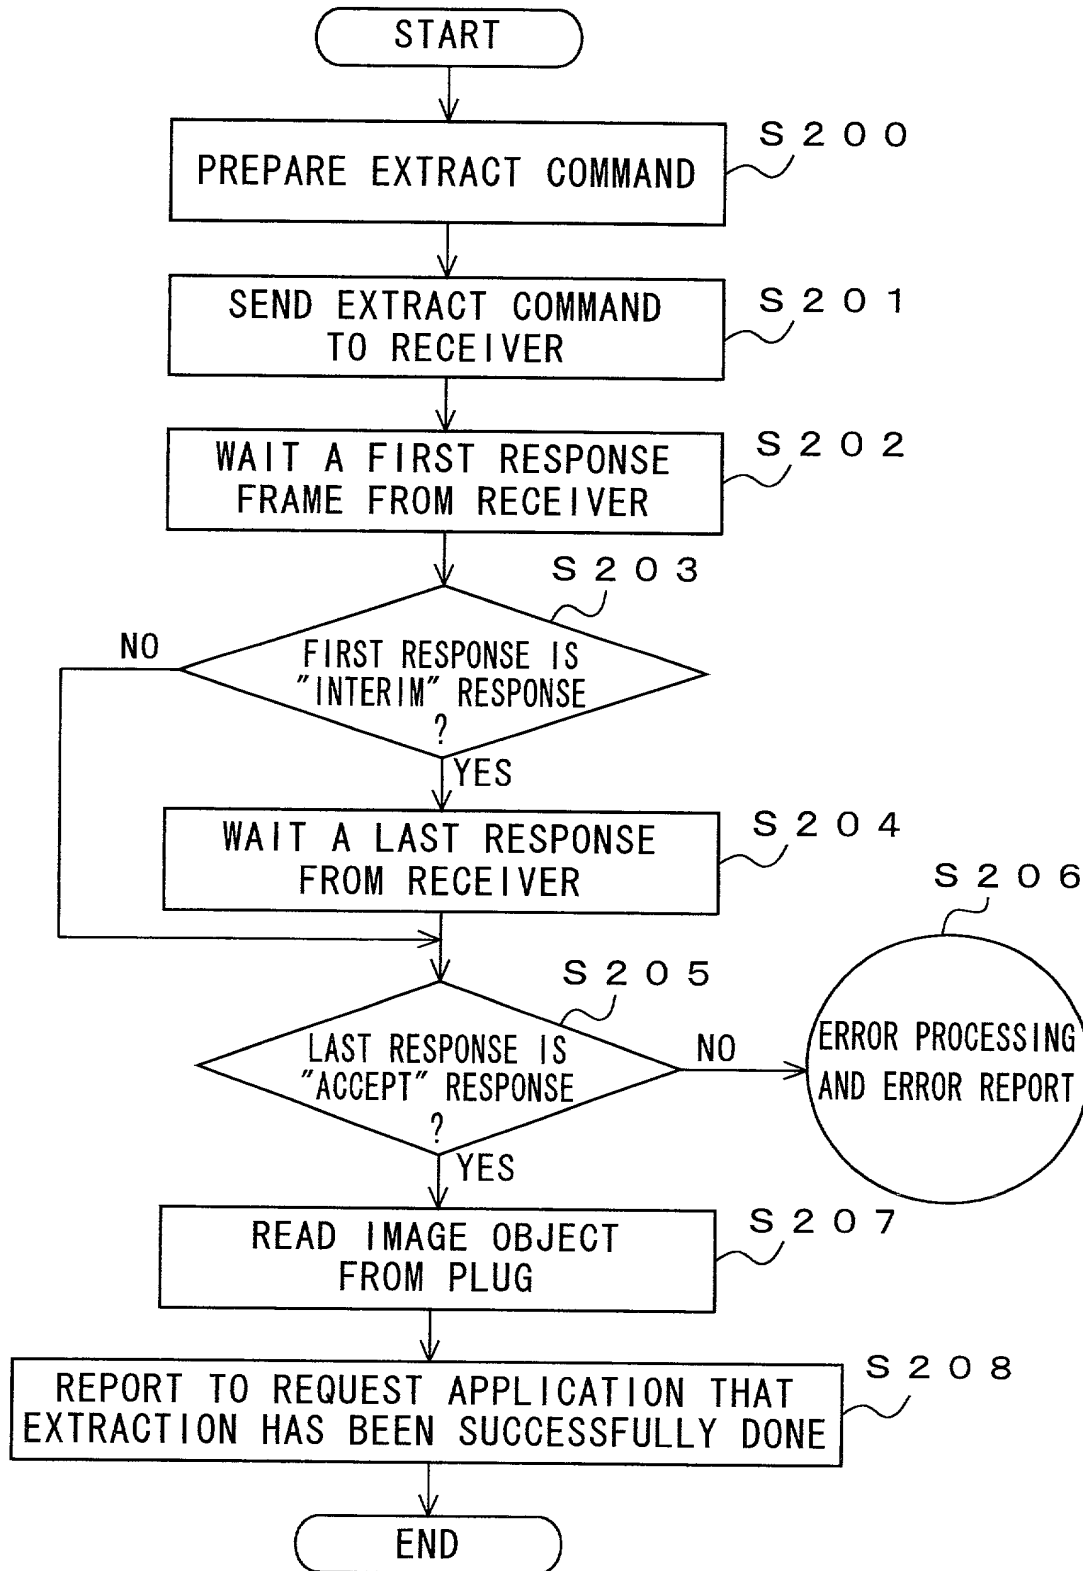 START
S200
PREPARE EXTRACT COMMAND
S201
SEND EXTRACT COMMAND
TO RECEIVER
S202
WAIT A FIRST RESPONSE
FRAME FROM RECEIVER
S203
NO
FIRST RESPONSE IS
"INTERIM" RESPONSE
?
YES
S204
WAIT A LAST RESPONSE
FROM RECEIVER
S206
S205
LAST RESPONSE IS
"ACCEPT" RESPONSE
?
NO
ERROR PROCESSING
AND ERROR REPORT
YES
S207
READ IMAGE OBJECT
FROM PLUG
S208
REPORT TO REQUEST APPLICATION THAT
EXTRACTION HAS BEEN SUCCESSFULLY DONE
END